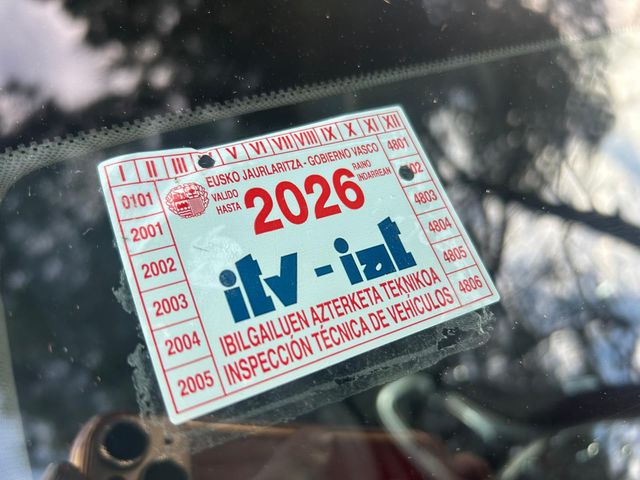 I II III V VI VII VIII IX X XI XII
EUSKO JAURLARITZA - GOBIERNO VASCO
VALIDO
HASTA
2026
RAINO
INDARREAN
itv - iat
IBILGAILUEN AZTERKETA TEKNIKOA
INSPECCIÓN TÉCNICA DE VEHÍCULOS
0101
2001
2002
2003
2004
2005
4801
02
4803
4804
4805
4806